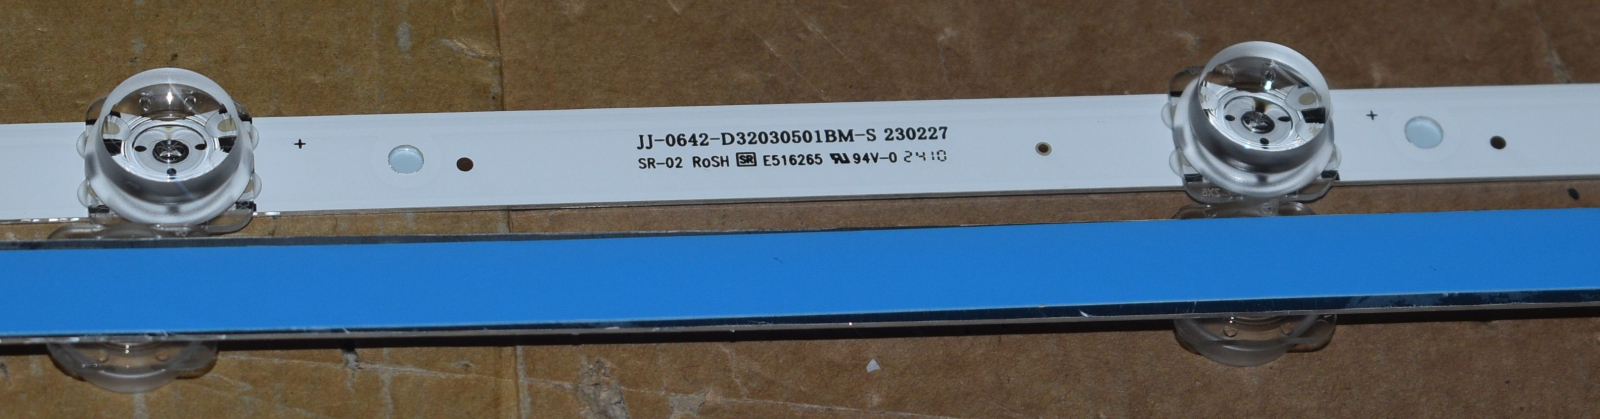 JJ-0642-D32030501BM-S 230227
SR-02 RoSH SR E516265 94V-0 2410